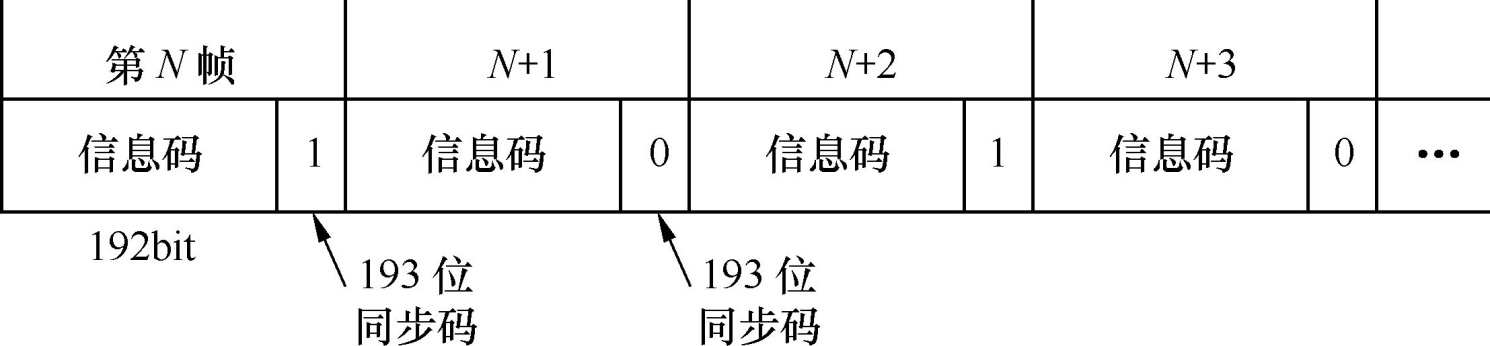 第 N 帧 N+1 N+2 N+3
信息码 1 信息码 0 信息码 1 信息码 0 …
192bit
193 位
同步码
193 位
同步码